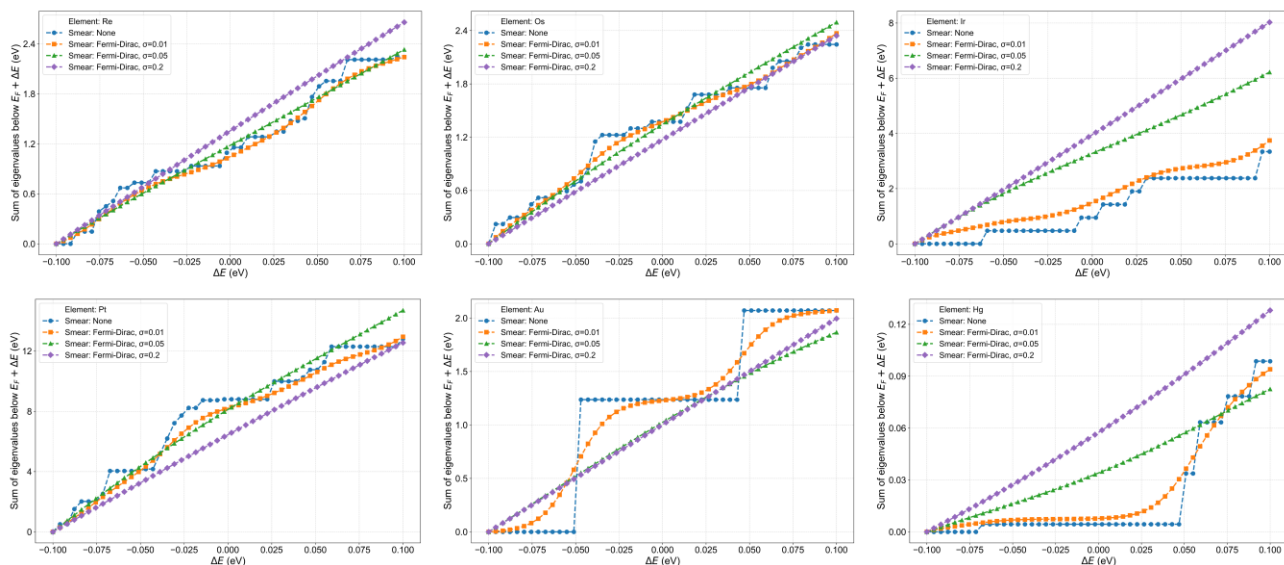 Element: Re
Smear: None
Smear: Fermi-Dirac, σ=0.01
Smear: Fermi-Dirac, σ=0.05
Smear: Fermi-Dirac, σ=0.2
Sum of eigenvalues below E_F + ΔE (eV)
2.4
1.8
1.2
0.6
0.0
−0.100 −0.075 −0.050 −0.025 0.000 0.025 0.050 0.075 0.100
ΔE (eV)
Element: Os
Smear: None
Smear: Fermi-Dirac, σ=0.01
Smear: Fermi-Dirac, σ=0.05
Smear: Fermi-Dirac, σ=0.2
Sum of eigenvalues below E_F + ΔE (eV)
2.4
1.8
1.2
0.6
0.0
−0.100 −0.075 −0.050 −0.025 0.000 0.025 0.050 0.075 0.100
ΔE (eV)
Element: Ir
Smear: None
Smear: Fermi-Dirac, σ=0.01
Smear: Fermi-Dirac, σ=0.05
Smear: Fermi-Dirac, σ=0.2
Sum of eigenvalues below E_F + ΔE (eV)
8
6
4
2
0
−0.100 −0.075 −0.050 −0.025 0.000 0.025 0.050 0.075 0.100
ΔE (eV)
Element: Pt
Smear: None
Smear: Fermi-Dirac, σ=0.01
Smear: Fermi-Dirac, σ=0.05
Smear: Fermi-Dirac, σ=0.2
Sum of eigenvalues below E_F + ΔE (eV)
12
8
4
0
−0.100 −0.075 −0.050 −0.025 0.000 0.025 0.050 0.075 0.100
ΔE (eV)
Element: Au
Smear: None
Smear: Fermi-Dirac, σ=0.01
Smear: Fermi-Dirac, σ=0.05
Smear: Fermi-Dirac, σ=0.2
Sum of eigenvalues below E_F + ΔE (eV)
2.0
1.5
1.0
0.5
0.0
−0.100 −0.075 −0.050 −0.025 0.000 0.025 0.050 0.075 0.100
ΔE (eV)
Element: Hg
Smear: None
Smear: Fermi-Dirac, σ=0.01
Smear: Fermi-Dirac, σ=0.05
Smear: Fermi-Dirac, σ=0.2
Sum of eigenvalues below E_F + ΔE (eV)
0.12
0.09
0.06
0.03
0.00
−0.100 −0.075 −0.050 −0.025 0.000 0.025 0.050 0.075 0.100
ΔE (eV)